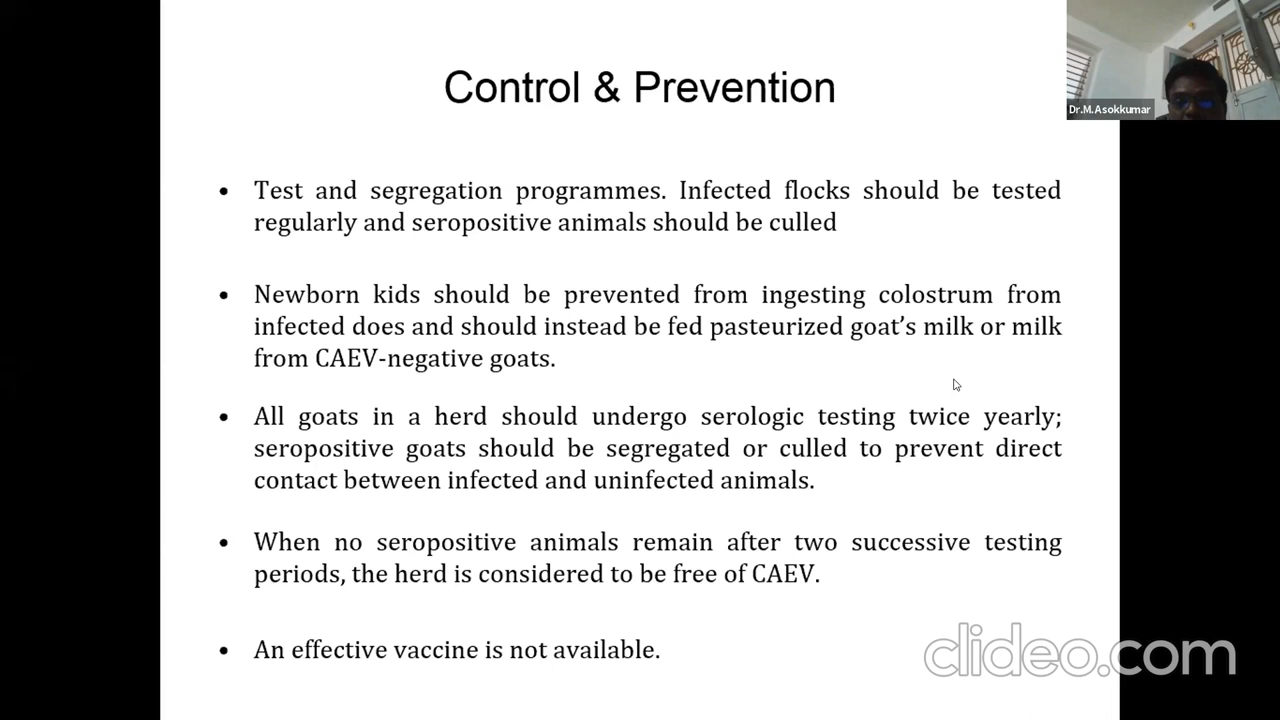 Control & Prevention
Dr.M.Asokkumar
• Test and segregation programmes. Infected flocks should be tested
regularly and seropositive animals should be culled
• Newborn kids should be prevented from ingesting colostrum from
infected does and should instead be fed pasteurized goat’s milk or milk
from CAEV-negative goats.
• All goats in a herd should undergo serologic testing twice yearly;
seropositive goats should be segregated or culled to prevent direct
contact between infected and uninfected animals.
• When no seropositive animals remain after two successive testing
periods, the herd is considered to be free of CAEV.
• An effective vaccine is not available.
clideo.com